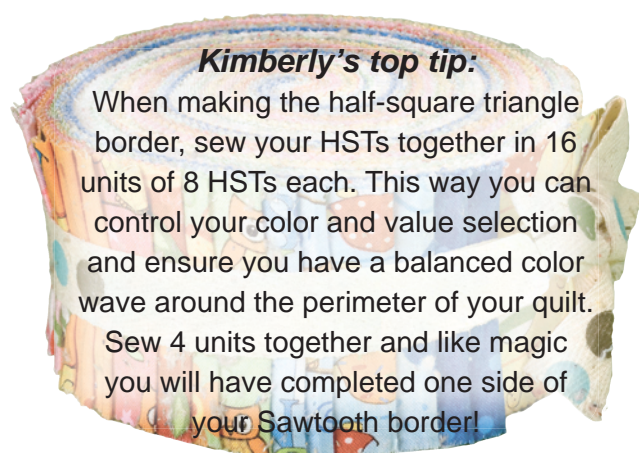 Kimberly’s top tip:
When making the half-square triangle
border, sew your HSTs together in 16
units of 8 HSTs each. This way you can
control your color and value selection
and ensure you have a balanced color
wave around the perimeter of your quilt.
Sew 4 units together and like magic
you will have completed one side of
your Sawtooth border!